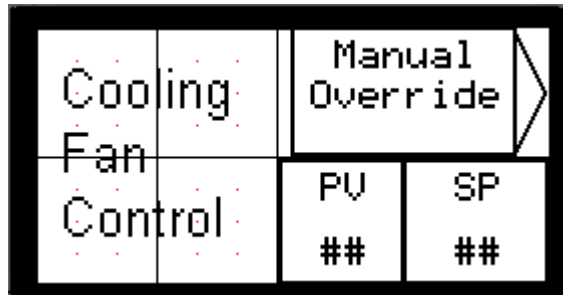 Cooling
Fan
Control
Manual
Override
PV
SP
##
##